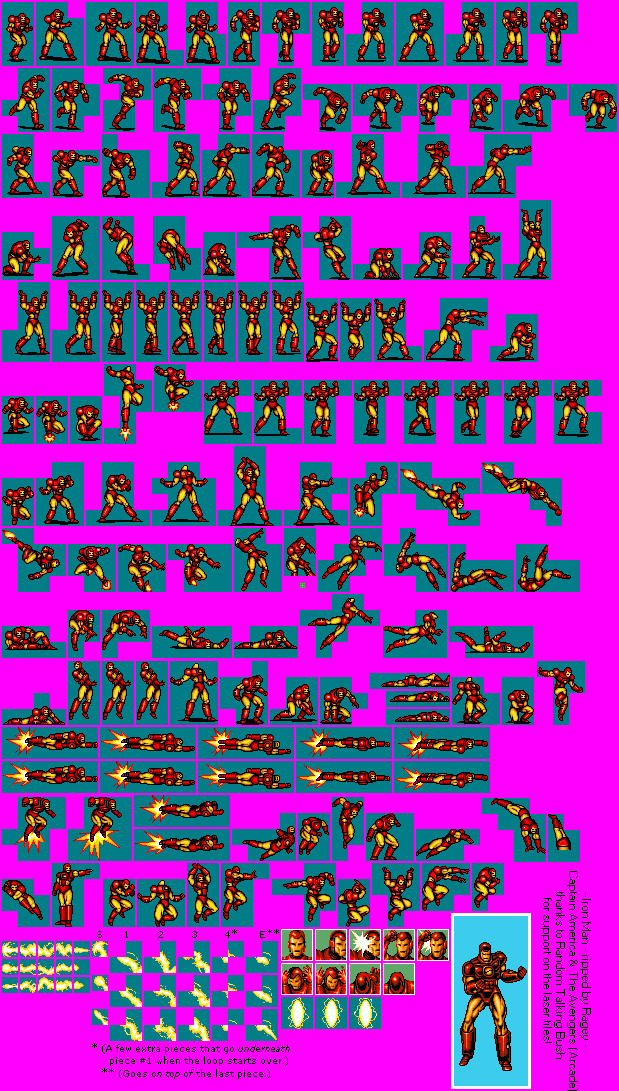 S 1 2 3 4* E**
* (A few extra pieces that go underneath
piece #1 when the loop starts over.)
** (Goes on top of the last piece.)
- Iron Man - ripped by Ragey -
Captain America & The Avengers (Arcade)
thanks to Random Talking Bush
for support on the laser tiles!